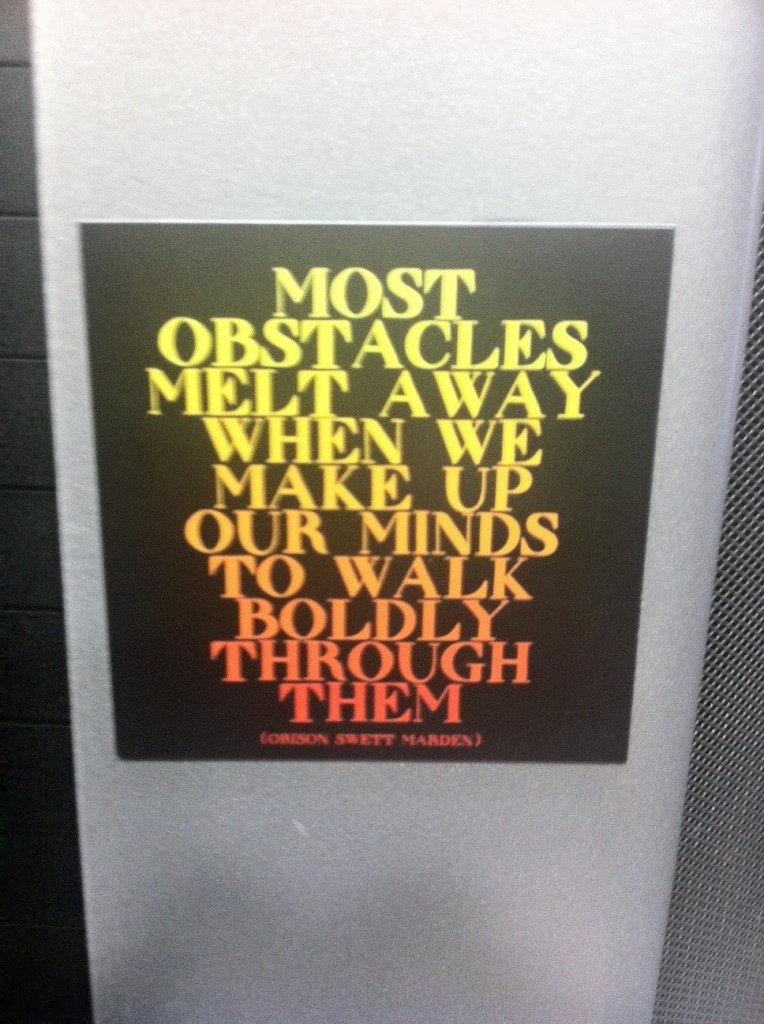 MOST
OBSTACLES
MELT AWAY
WHEN WE
MAKE UP
OUR MINDS
TO WALK
BOLDLY
THROUGH
THEM
(ORISON SWETT MARDEN)